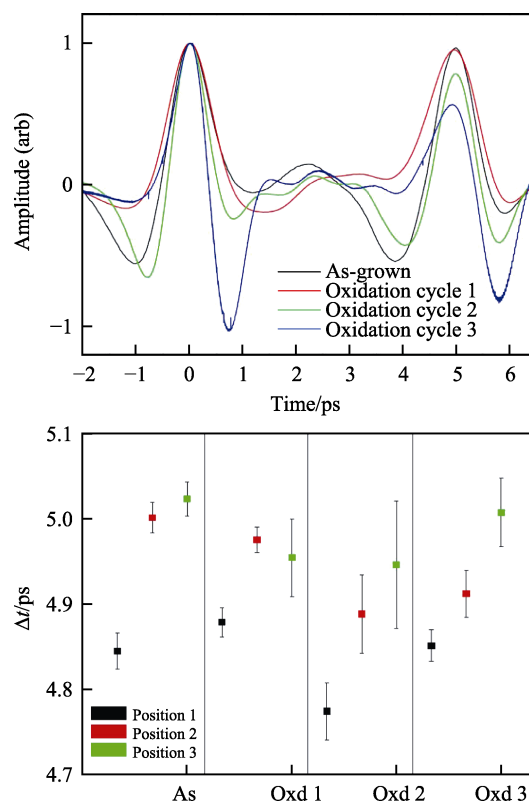 1
0
−1
Amplitude (arb)
As-grown
Oxidation cycle 1
Oxidation cycle 2
Oxidation cycle 3
−2 −1 0 1 2 3 4 5 6
Time/ps
5.1
5.0
4.9
4.8
4.7
Δt/ps
Position 1
Position 2
Position 3
As Oxd 1 Oxd 2 Oxd 3